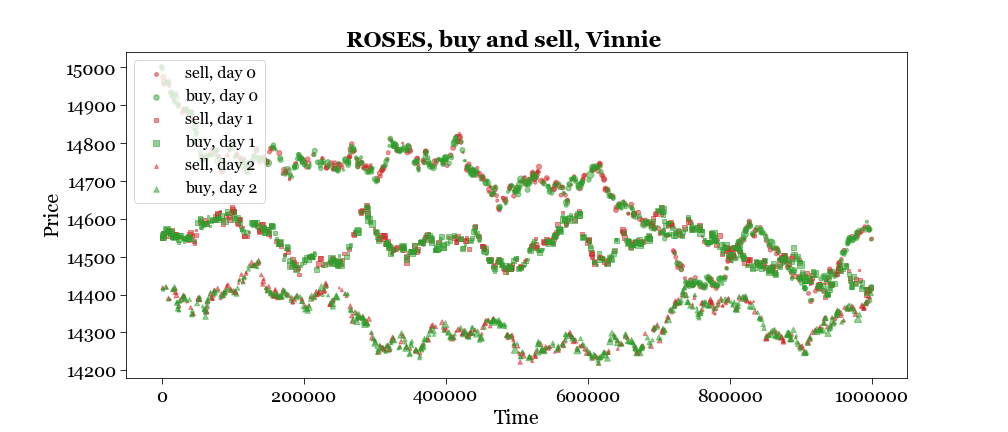 ROSES, buy and sell, Vinnie
15000
14900
14800
14700
14600
14500
14400
14300
14200
Price
sell, day 0
buy, day 0
sell, day 1
buy, day 1
sell, day 2
buy, day 2
0 200000 400000 600000 800000 1000000
Time